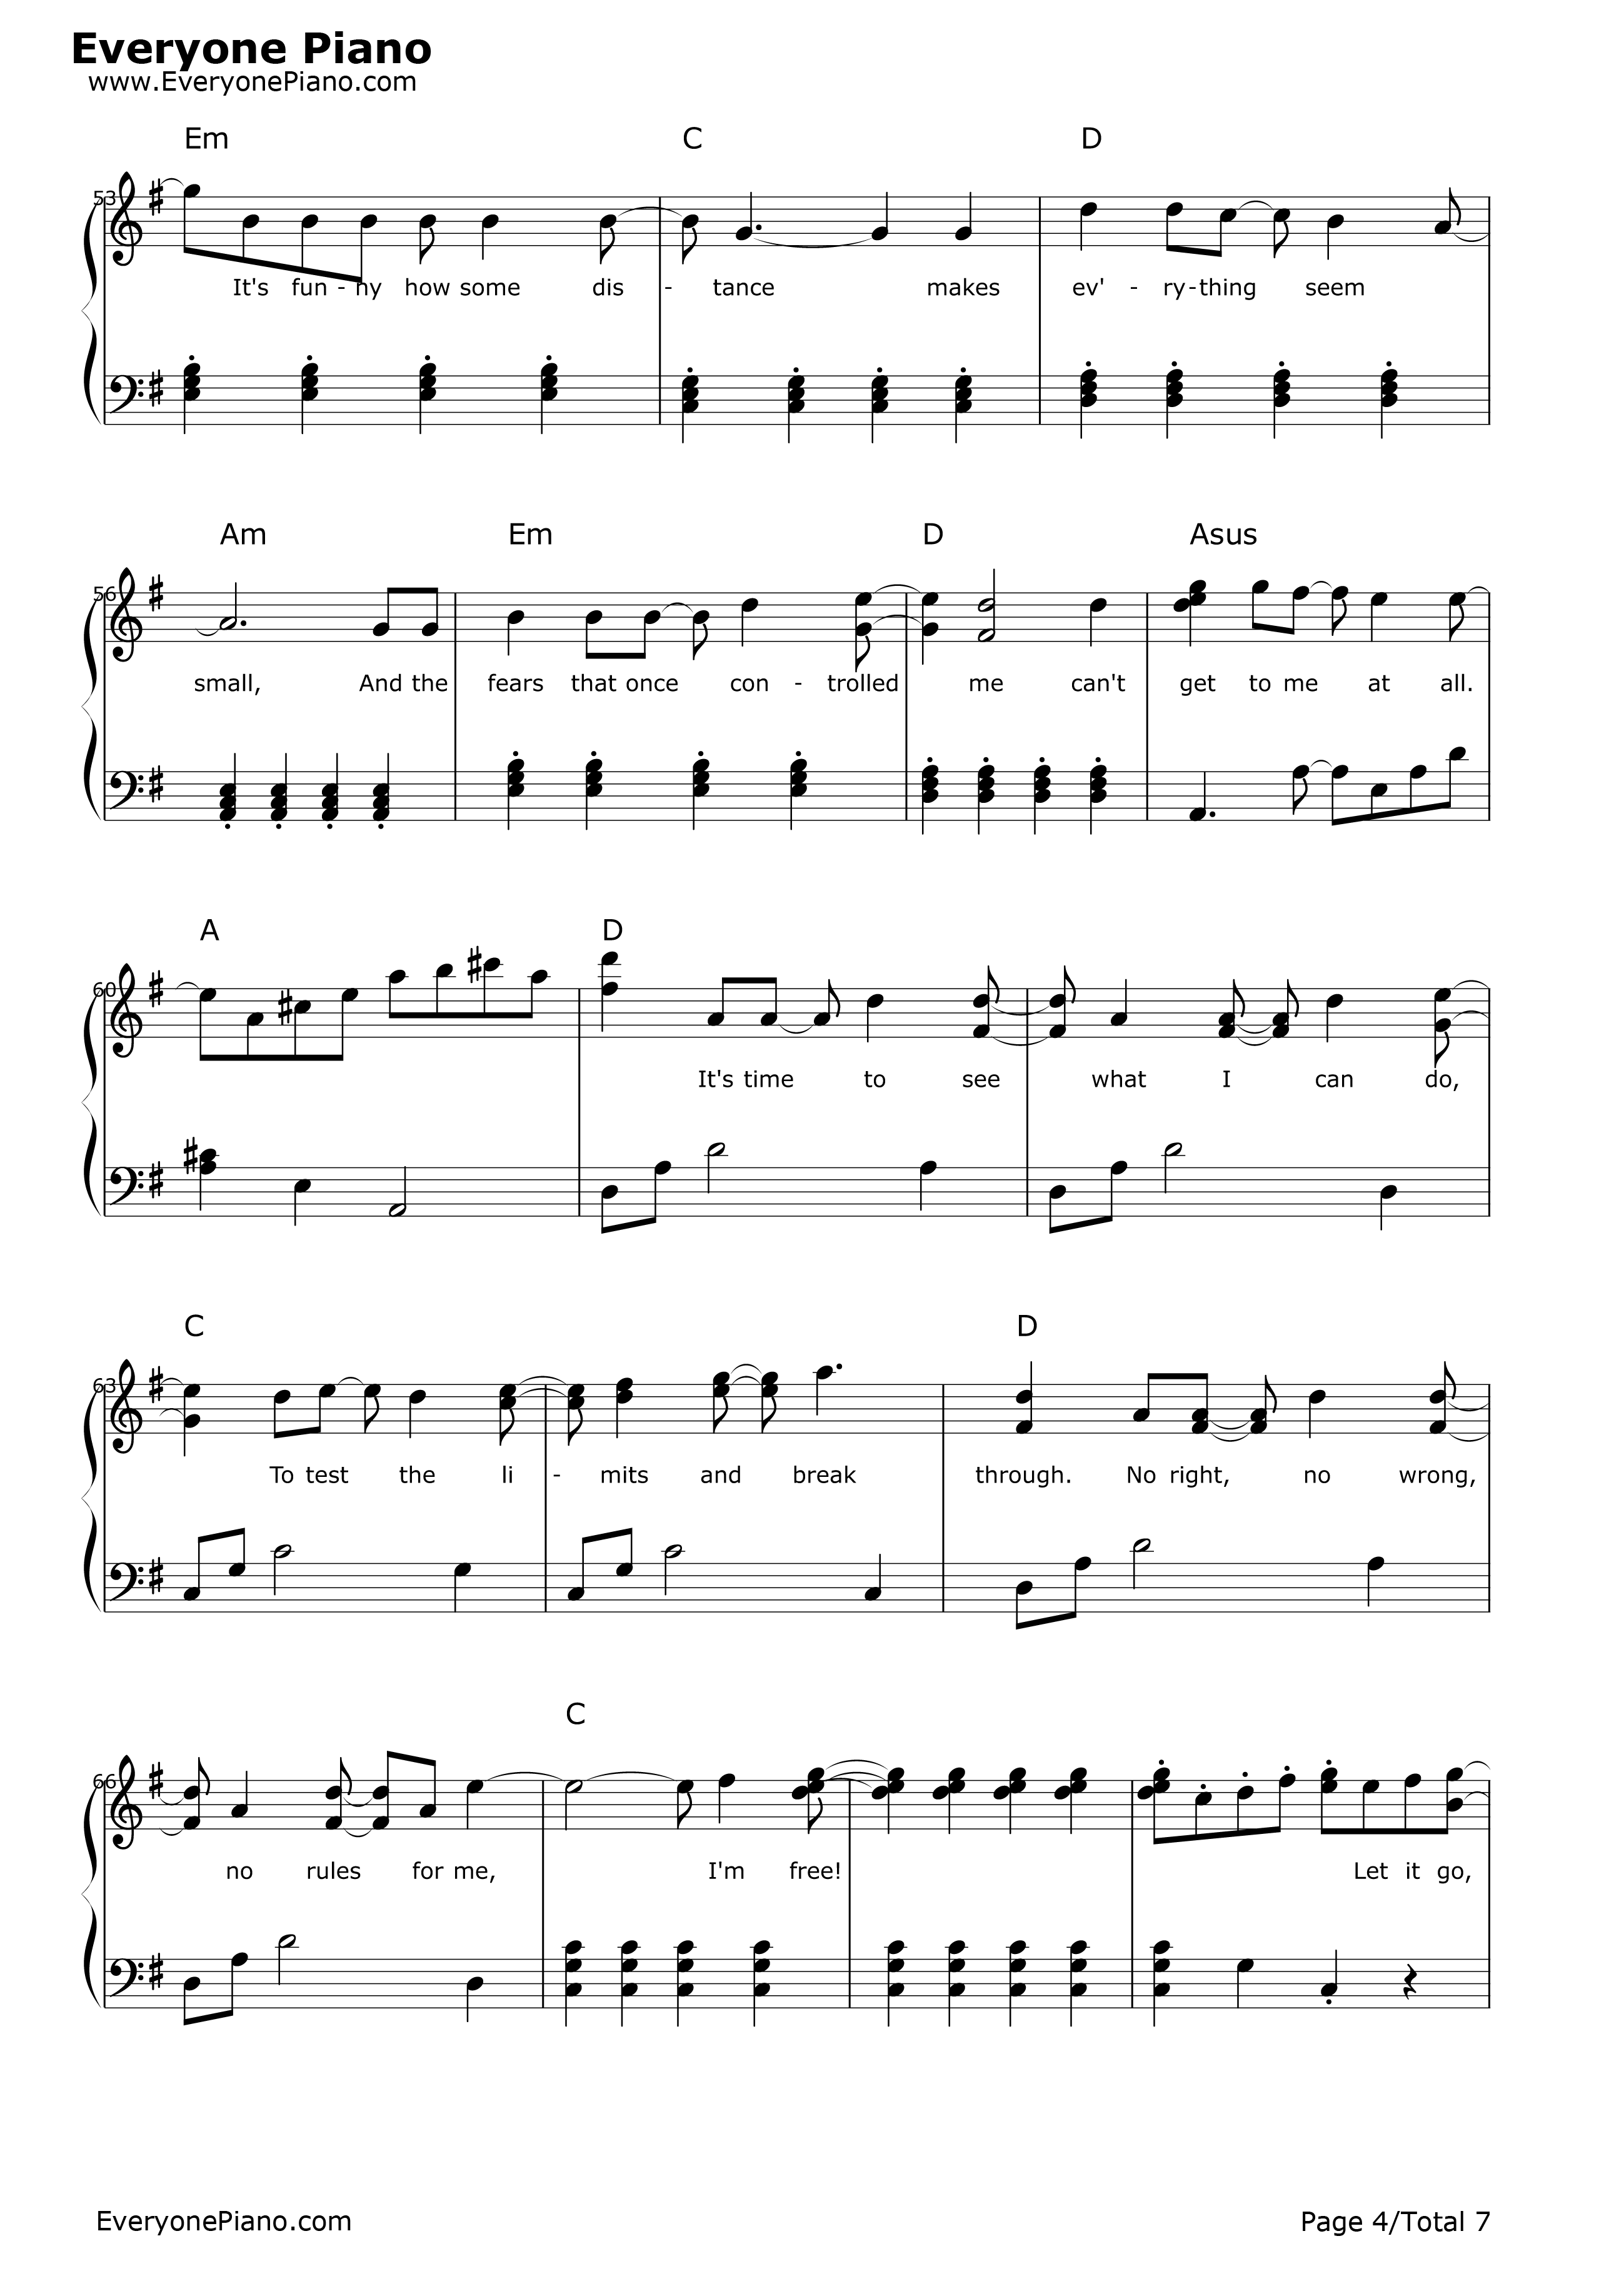 Everyone Piano
www.EveryonePiano.com
Em C D
53
It's fun - ny how some dis - tance makes ev' - ry - thing seem
Am Em D Asus
56
small, And the fears that once con - trolled me can't get to me at all.
A D
60
It's time to see what I can do,
C D
63
To test the li - mits and break through. No right, no wrong,
C
66
no rules for me, I'm free! Let it go,
EveryonePiano.com Page 4/Total 7